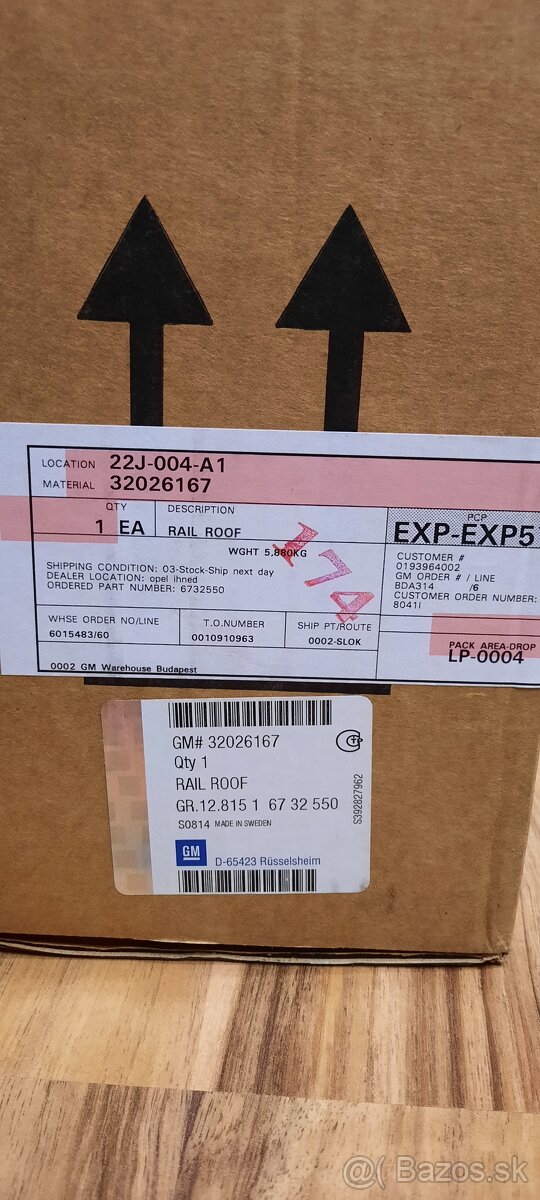 LOCATION 22J-004-A1
MATERIAL 32026167
QTY
1 EA
DESCRIPTION
RAIL ROOF
PCP
EXP-EXP5
WGHT 5,880KG
174
SHIPPING CONDITION: 03-Stock-Ship next day
DEALER LOCATION: opel ihned
ORDERED PART NUMBER: 6732550
CUSTOMER #
0193964002
GM ORDER # / LINE
BDA314 /6
CUSTOMER ORDER NUMBER:
8041I
WHSE ORDER NO/LINE
6015483/60
T.O.NUMBER
0010910963
SHIP PT/ROUTE
0002-SLOK
PACK AREA-DROP
LP-0004
0002 GM Warehouse Budapest
GM# 32026167
Qty 1
RAIL ROOF
GR.12.815 1 67 32 550
S0814 MADE IN SWEDEN
S392827962
GM
D-65423 Rüsselsheim
Bazos.sk